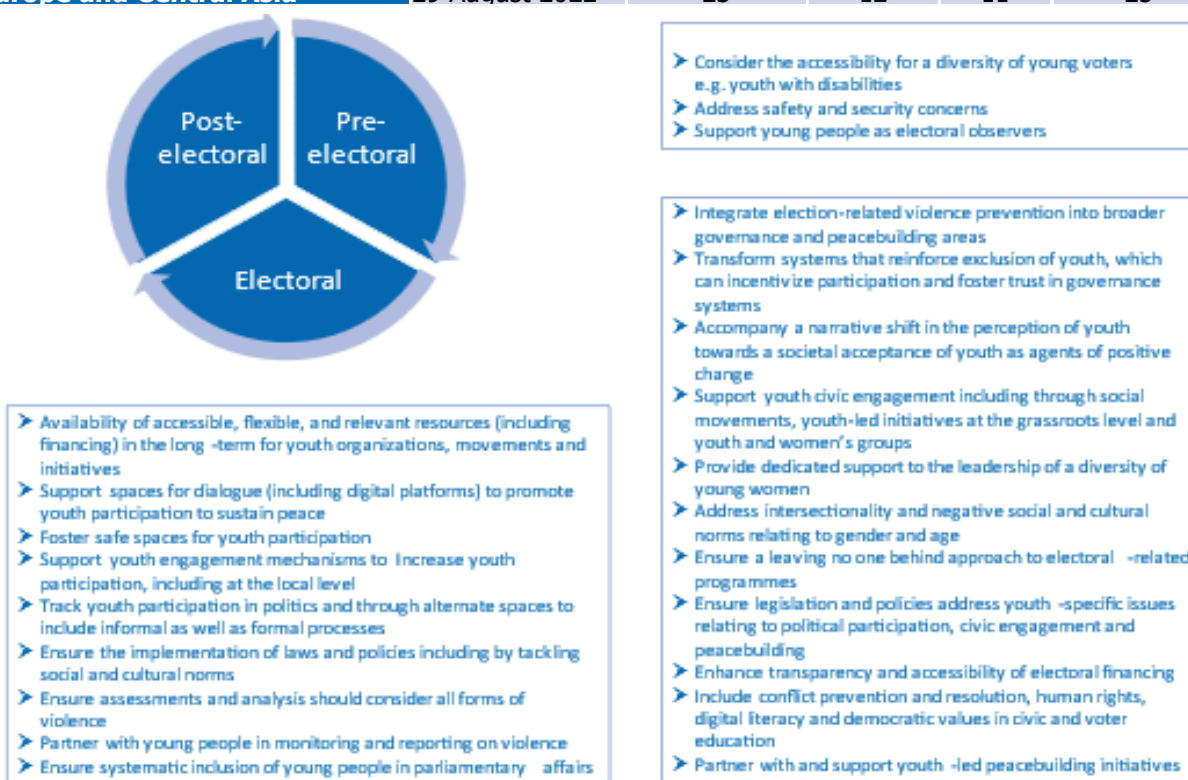 Europe and Central Asia 29 August 2022
Post-
electoral
Pre-
electoral
Electoral
➤ Consider the accessibility for a diversity of young voters
e.g. youth with disabilities
➤ Address safety and security concerns
➤ Support young people as electoral observers
➤ Integrate election-related violence prevention into broader
governance and peacebuilding areas
➤ Transform systems that reinforce exclusion of youth, which
can incentivize participation and foster trust in governance
systems
➤ Accompany a narrative shift in the perception of youth
towards a societal acceptance of youth as agents of positive
change
➤ Support youth civic engagement including through social
movements, youth-led initiatives at the grassroots level and
youth and women's groups
➤ Provide dedicated support to the leadership of a diversity of
young women
➤ Address intersectionality and negative social and cultural
norms relating to gender and age
➤ Ensure a leaving no one behind approach to electoral -related
programmes
➤ Ensure legislation and policies address youth -specific issues
relating to political participation, civic engagement and
peacebuilding
➤ Enhance transparency and accessibility of electoral financing
➤ Include conflict prevention and resolution, human rights,
digital literacy and democratic values in civic and voter
education
➤ Partner with and support youth -led peacebuilding initiatives
➤ Availability of accessible, flexible, and relevant resources (including
financing) in the long -term for youth organizations, movements and
initiatives
➤ Support spaces for dialogue (including digital platforms) to promote
youth participation to sustain peace
➤ Foster safe spaces for youth participation
➤ Support youth engagement mechanisms to Increase youth
participation, including at the local level
➤ Track youth participation in politics and through alternate spaces to
include informal as well as formal processes
➤ Ensure the implementation of laws and policies including by tackling
social and cultural norms
➤ Ensure assessments and analysis should consider all forms of
violence
➤ Partner with young people in monitoring and reporting on violence
➤ Ensure systematic inclusion of young people in parliamentary affairs